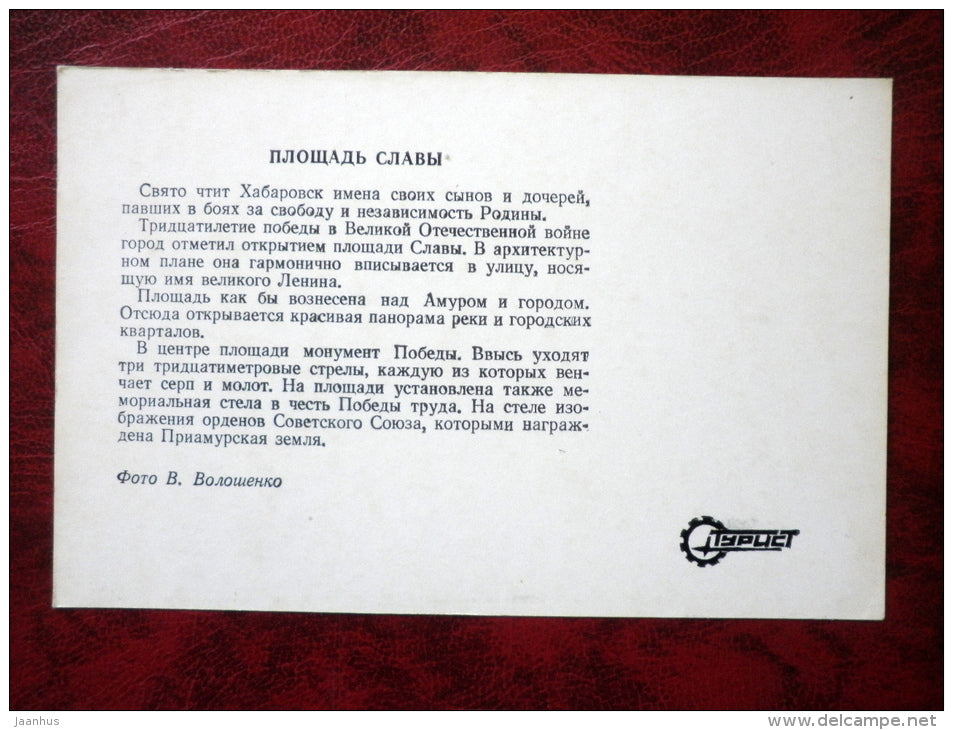 ПЛОЩАДЬ СЛАВЫ
Свято чтит Хабаровск имена своих сынов и дочерей,
павших в боях за свободу и независимость Родины.
Тридцатилетие победы в Великой Отечественной войне
город отметил открытием площади Славы. В архитектур-
ном плане она гармонично вписывается в улицу, нося-
щую имя великого Ленина.
Площадь как бы вознесена над Амуром и городом.
Отсюда открывается красивая панорама реки и городских
кварталов.
В центре площади монумент Победы. Ввысь уходят
три тридцатиметровые стрелы, каждую из которых вен-
чает серп и молот. На площади установлена также ме-
мориальная стела в честь Победы труда. На стеле изо-
бражения орденов Советского Союза, которыми награж-
дена Приамурская земля.
Фото В. Волошенко
ТУРИСТ
jaanhus
www.delcampe.net